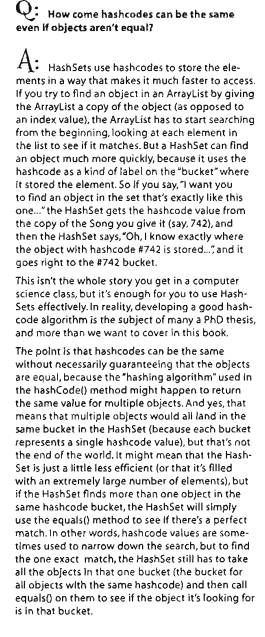 Q: How come hashcodes can be the same
even if objects aren't equal?
A: HashSets use hashcodes to store the ele-
ments in a way that makes it much faster to access.
If you try to find an object in an ArrayList by giving
the ArrayList a copy of the object (as opposed to
an index value), the ArrayList has to start searching
from the beginning, looking at each element in
the list to see if it matches. But a HashSet can find
an object much more quickly, because it uses the
hashcode as a kind of label on the "bucket" where
it stored the element. So if you say, "I want you
to find an object in the set that's exactly like this
one..." the HashSet gets the hashcode value from
the copy of the Song you give it (say, 742), and
then the HashSet says, "Oh, I know exactly where
the object with hashcode #742 is stored...", and it
goes right to the #742 bucket.
This isn't the whole story you get in a computer
science class, but it's enough for you to use Hash-
Sets effectively. In reality, developing a good hash-
code algorithm is the subject of many a PhD thesis,
and more than we want to cover in this book.
The point is that hashcodes can be the same
without necessarily guaranteeing that the objects
are equal, because the "hashing algorithm" used in
the hashCode() method might happen to return
the same value for multiple objects. And yes, that
means that multiple objects would all land in the
same bucket in the HashSet (because each bucket
represents a single hashcode value), but that's not
the end of the world. It might mean that the Hash-
Set is just a little less efficient (or that it's filled
with an extremely large number of elements), but
if the HashSet finds more than one object in the
same hashcode bucket, the HashSet will simply
use the equals() method to see if there's a perfect
match. In other words, hashcode values are some-
times used to narrow down the search, but to find
the one exact match, the HashSet still has to take
all the objects in that one bucket (the bucket for
all objects with the same hashcode) and then call
equals() on them to see if the object it's looking for
is in that bucket.